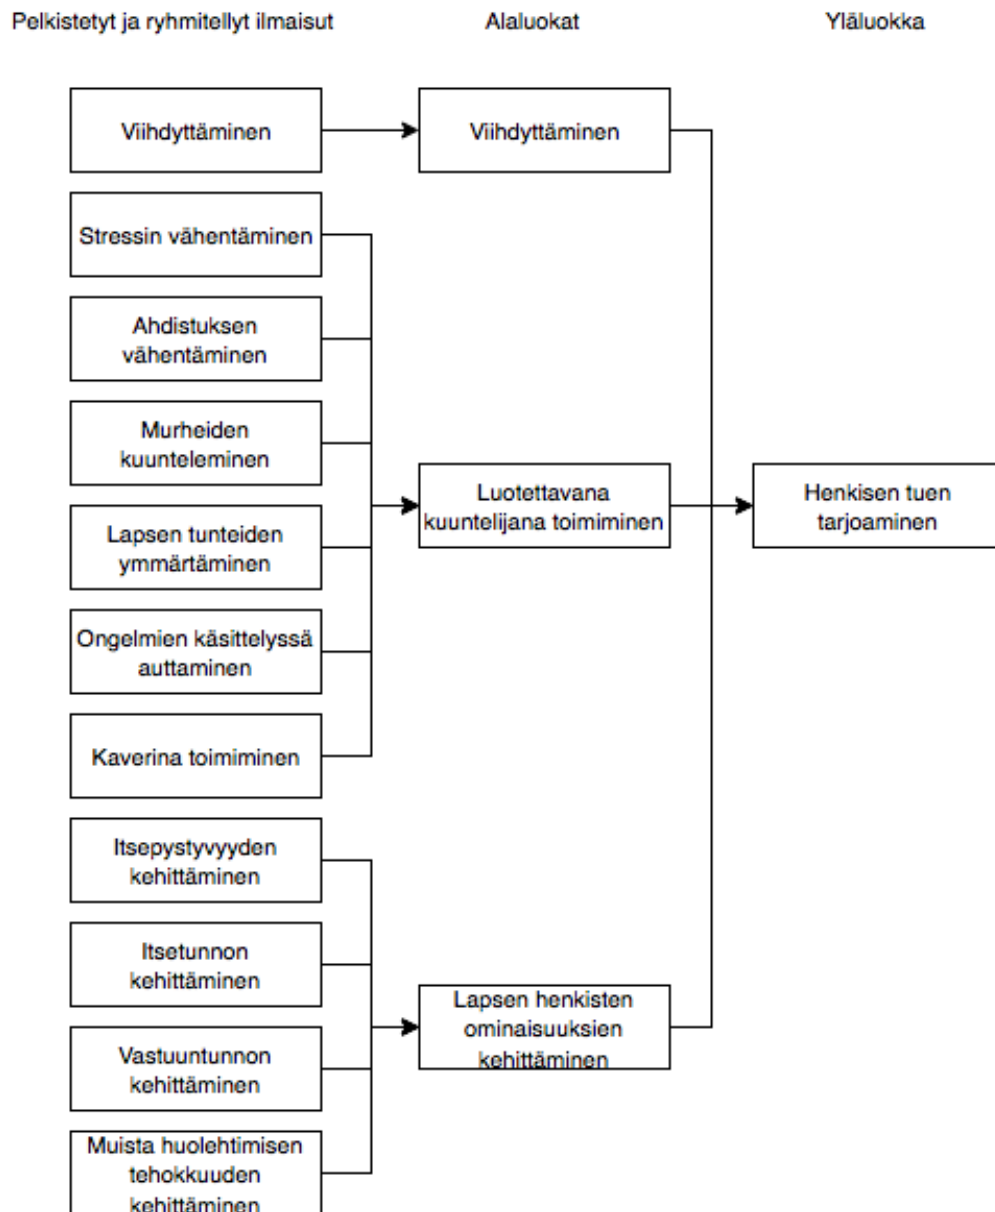 Pelkistetyt ja ryhmitellyt ilmaisut
Alaluokat
Yläluokka
Viihdyttäminen
Viihdyttäminen
Stressin vähentäminen
Ahdistuksen
vähentäminen
Murheiden
kuunteleminen
Luotettavana
kuuntelijana toimiminen
Henkisen tuen
tarjoaminen
Lapsen tunteiden
ymmärtäminen
Ongelmien käsittelyssä
auttaminen
Kaverina toimiminen
Itsepystyvyyden
kehittäminen
Itsetunnon
kehittäminen
Lapsen henkisten
ominaisuuksien
kehittäminen
Vastuuntunnon
kehittäminen
Muista huolehtimisen
tehokkuuden
kehittäminen